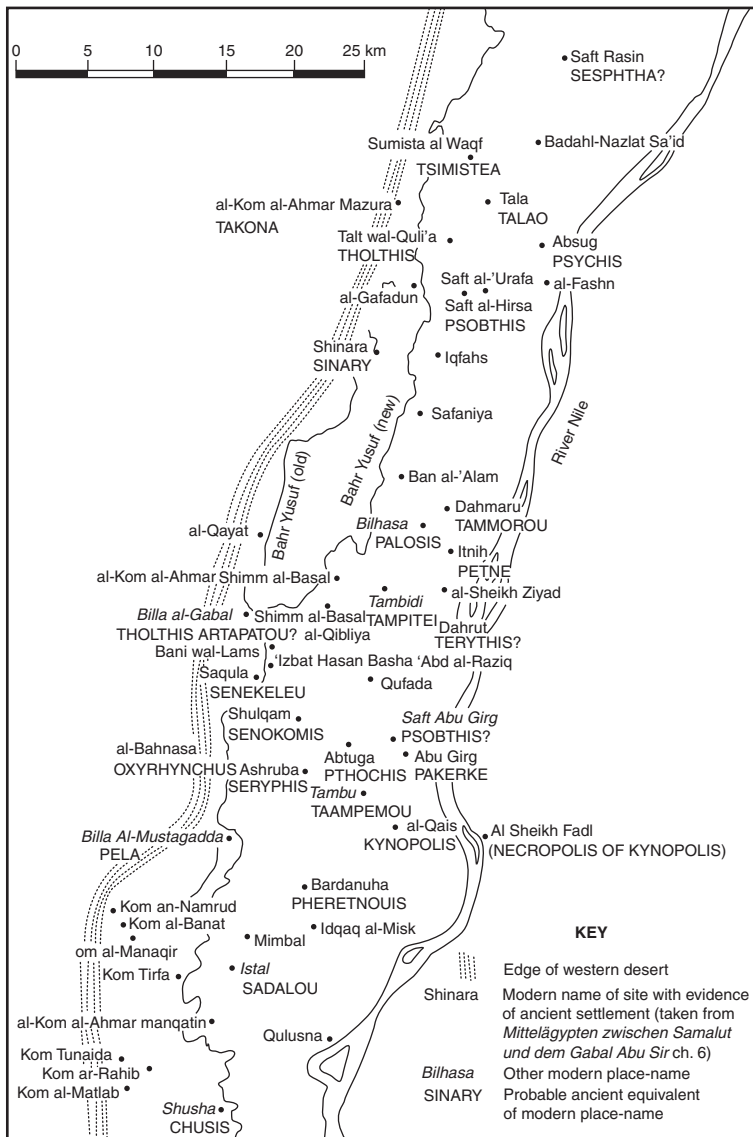 0 5 10 15 20 25 km
Saft Rasin
SESPHTHA?
Sumista al Waqf
TSIMISTEA
Badahl-Nazlat Sa'id
al-Kom al-Ahmar Mazura
TAKONA
Tala
TALAO
Talt wal-Quli'a
THOLTHIS
Absug
PSYCHIS
al-Gafadun
Saft al-'Urafa
Saft al-Hirsa
PSOBTHIS
al-Fashn
Shinara
SINARY
Iqfahs
Safaniya
Bahr Yusuf (new)
River Nile
Bahr Yusuf (old)
Ban al-'Alam
Dahmaru
TAMMOROU
Bilhasa
PALOSIS
al-Qayat
Itnih
PETNE
al-Kom al-Ahmar
Shimm al-Basal
al-Sheikh Ziyad
Tambidi
TAMPITEI
Billa al-Gabal
THOLTHIS ARTAPATOU?
Shimm al-Basal
al-Qibliya
Dahrut
TERYTHIS?
Bani wal-Lams
'Izbat Hasan Basha 'Abd al-Raziq
Saqula
SENEKELEU
Qufada
Shulqam
SENOKOMIS
Saft Abu Girg
PSOBTHIS?
al-Bahnasa
OXYRHYNCHUS
Abtuga
PTHOCHIS
Abu Girg
PAKERKE
Ashruba
SERYPHIS
Tambu
TAAMPEMOU
al-Qais
KYNOPOLIS
Al Sheikh Fadl
(NECROPOLIS OF KYNOPOLIS)
Billa Al-Mustagadda
PELA
Bardanuha
PHERETNOUIS
Kom an-Namrud
Kom al-Banat
om al-Manaqir
Mimbal
Idqaq al-Misk
Kom Tirfa
Istal
SADALOU
al-Kom al-Ahmar manqatin
Qulusna
Kom Tunaida
Kom ar-Rahib
Kom al-Matlab
Shusha
CHUSIS
KEY
Edge of western desert
Shinara Modern name of site with evidence
of ancient settlement (taken from
Mittelägypten zwischen Samalut
und dem Gabal Abu Sir ch. 6)
Bilhasa Other modern place-name
SINARY Probable ancient equivalent
of modern place-name